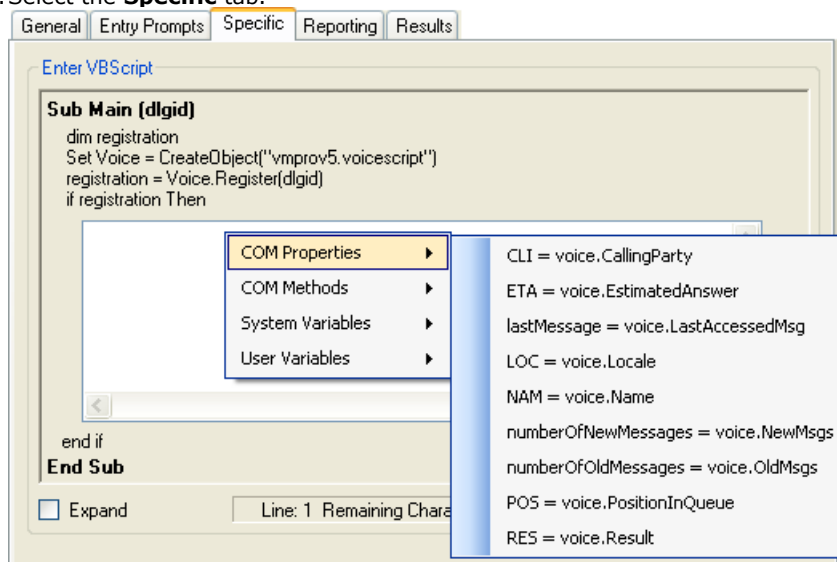 . Select the Specific tab.
General Entry Prompts Specific Reporting Results
Enter VBScript
Sub Main (dlgid)
dim registration
Set Voice = CreateObject("vmprov5.voicescript")
registration = Voice.Register(dlgid)
if registration Then
COM Properties
COM Methods
System Variables
User Variables
CLI = voice.CallingParty
ETA = voice.EstimatedAnswer
lastMessage = voice.LastAccessedMsg
LOC = voice.Locale
NAM = voice.Name
numberOfNewMessages = voice.NewMsgs
numberOfOldMessages = voice.OldMsgs
POS = voice.PositionInQueue
RES = voice.Result
end if
End Sub
Expand
Line: 1 Remaining Chara